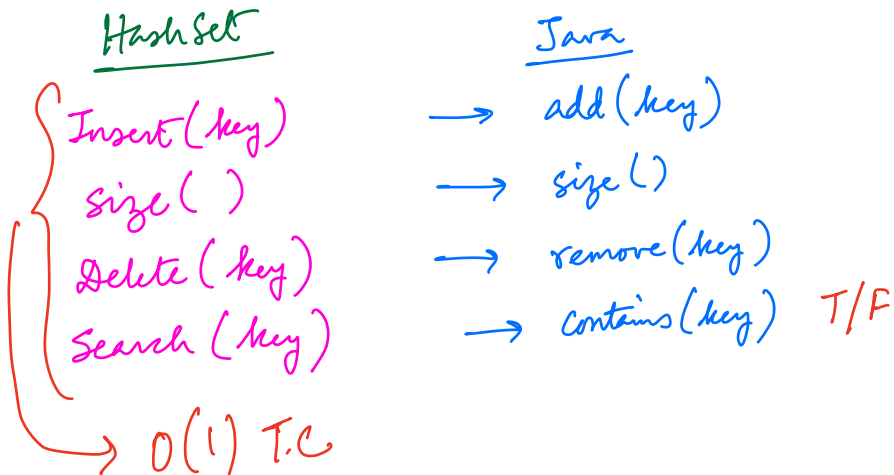 HashSet Java
Insert(key) → add(key)
size( ) → size()
Delete(key) → remove(key)
Search(key) → contains(key) T/F
→ O(1) T.C